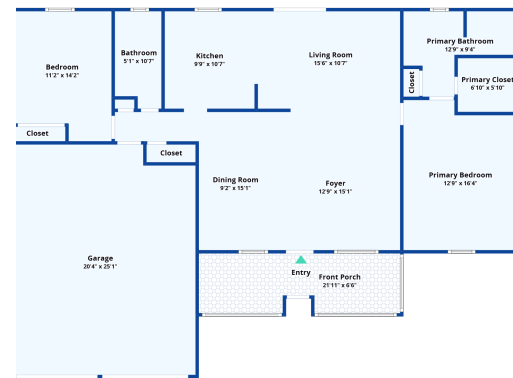 Bedroom
11'2" x 14'2"
Bathroom
5'1" x 10'7"
Kitchen
9'9" x 10'7"
Living Room
15'6" x 10'7"
Primary Bathroom
12'9" x 9'4"
Closet
Primary Closet
6'10" x 5'10"
Closet
Closet
Dining Room
9'2" x 15'1"
Foyer
12'9" x 15'1"
Primary Bedroom
12'9" x 16'4"
Garage
20'4" x 25'1"
Entry
Front Porch
21'11" x 6'6"